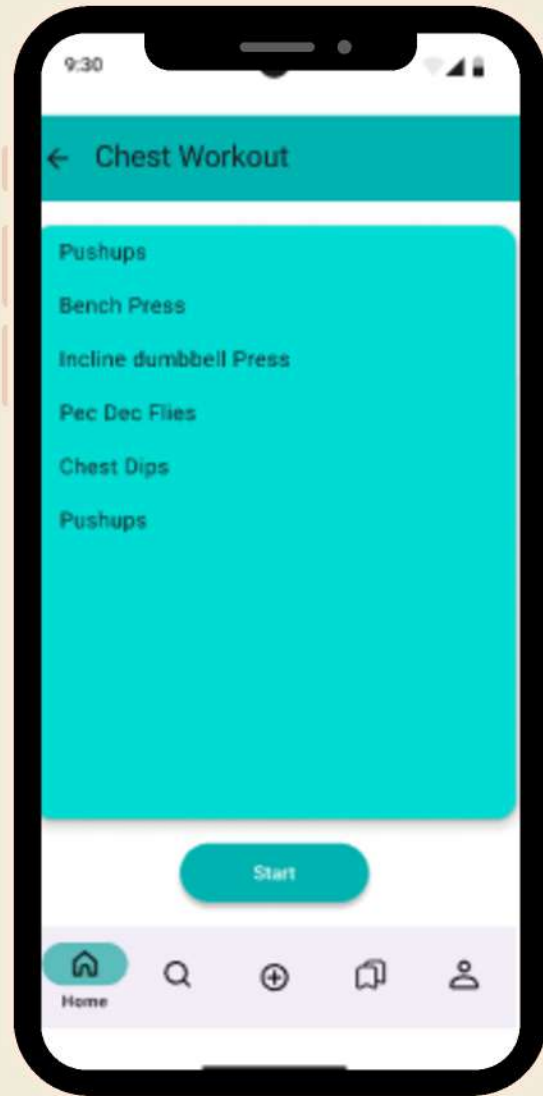 9:30
Chest Workout
Pushups
Bench Press
Incline dumbbell Press
Pec Dec Flies
Chest Dips
Pushups
Start
Home